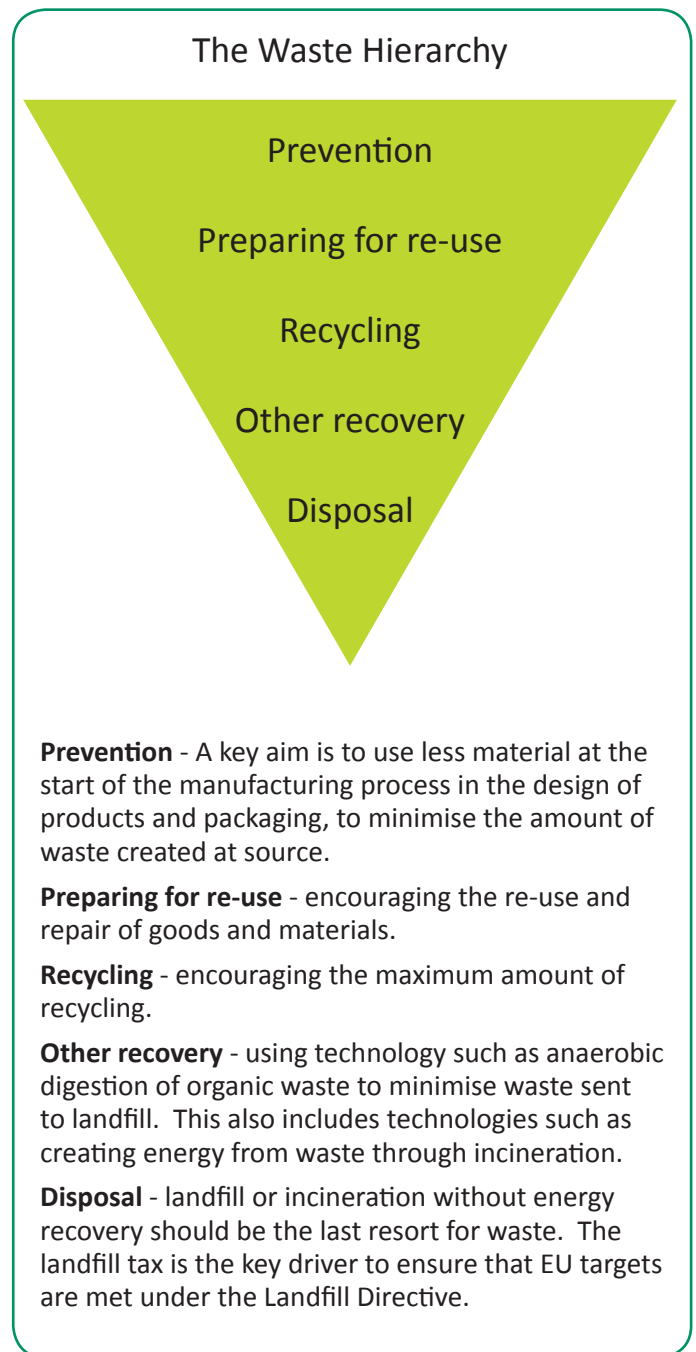 The Waste Hierarchy
Prevention
Preparing for re-use
Recycling
Other recovery
Disposal
Prevention - A key aim is to use less material at the
start of the manufacturing process in the design of
products and packaging, to minimise the amount of
waste created at source.
Preparing for re-use - encouraging the re-use and
repair of goods and materials.
Recycling - encouraging the maximum amount of
recycling.
Other recovery - using technology such as anaerobic
digestion of organic waste to minimise waste sent
to landfill.  This also includes technologies such as
creating energy from waste through incineration.
Disposal - landfill or incineration without energy
recovery should be the last resort for waste.  The
landfill tax is the key driver to ensure that EU targets
are met under the Landfill Directive.